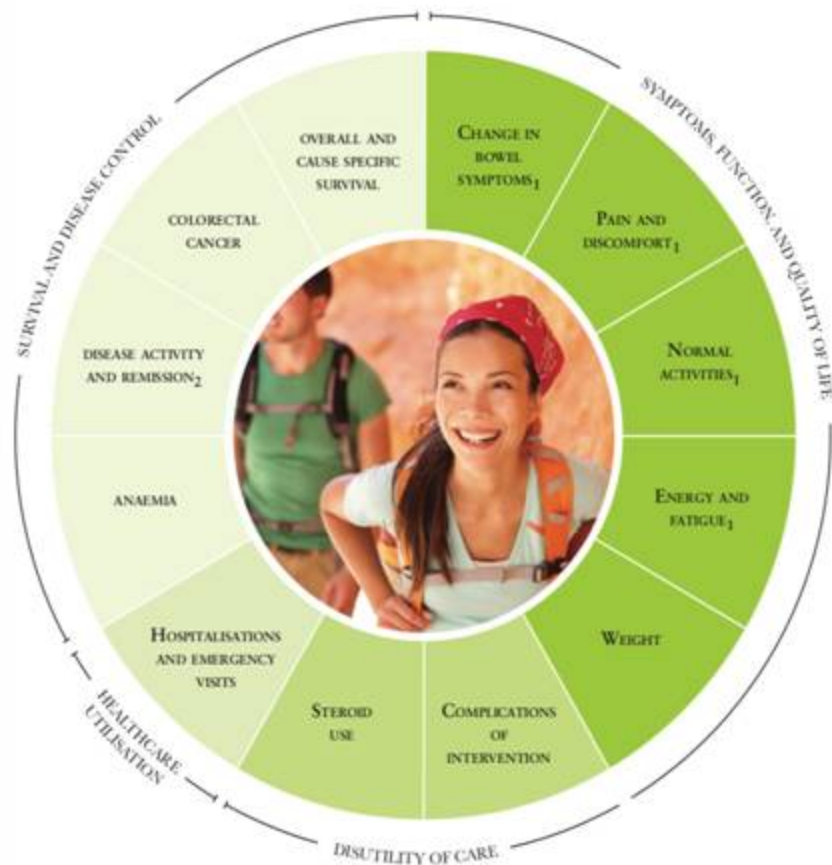 SYMPTOMS, FUNCTION, AND QUALITY OF LIFE
CHANGE IN
BOWEL
SYMPTOMS1
PAIN AND
DISCOMFORT1
NORMAL
ACTIVITIES1
ENERGY AND
FATIGUE1
WEIGHT
DISUTILITY OF CARE
COMPLICATIONS
OF
INTERVENTION
STEROID
USE
HEALTHCARE
UTILISATION
HOSPITALISATIONS
AND EMERGENCY
VISITS
SURVIVAL AND DISEASE CONTROL
ANAEMIA
DISEASE ACTIVITY
AND REMISSION2
COLORECTAL
CANCER
OVERALL AND
CAUSE SPECIFIC
SURVIVAL